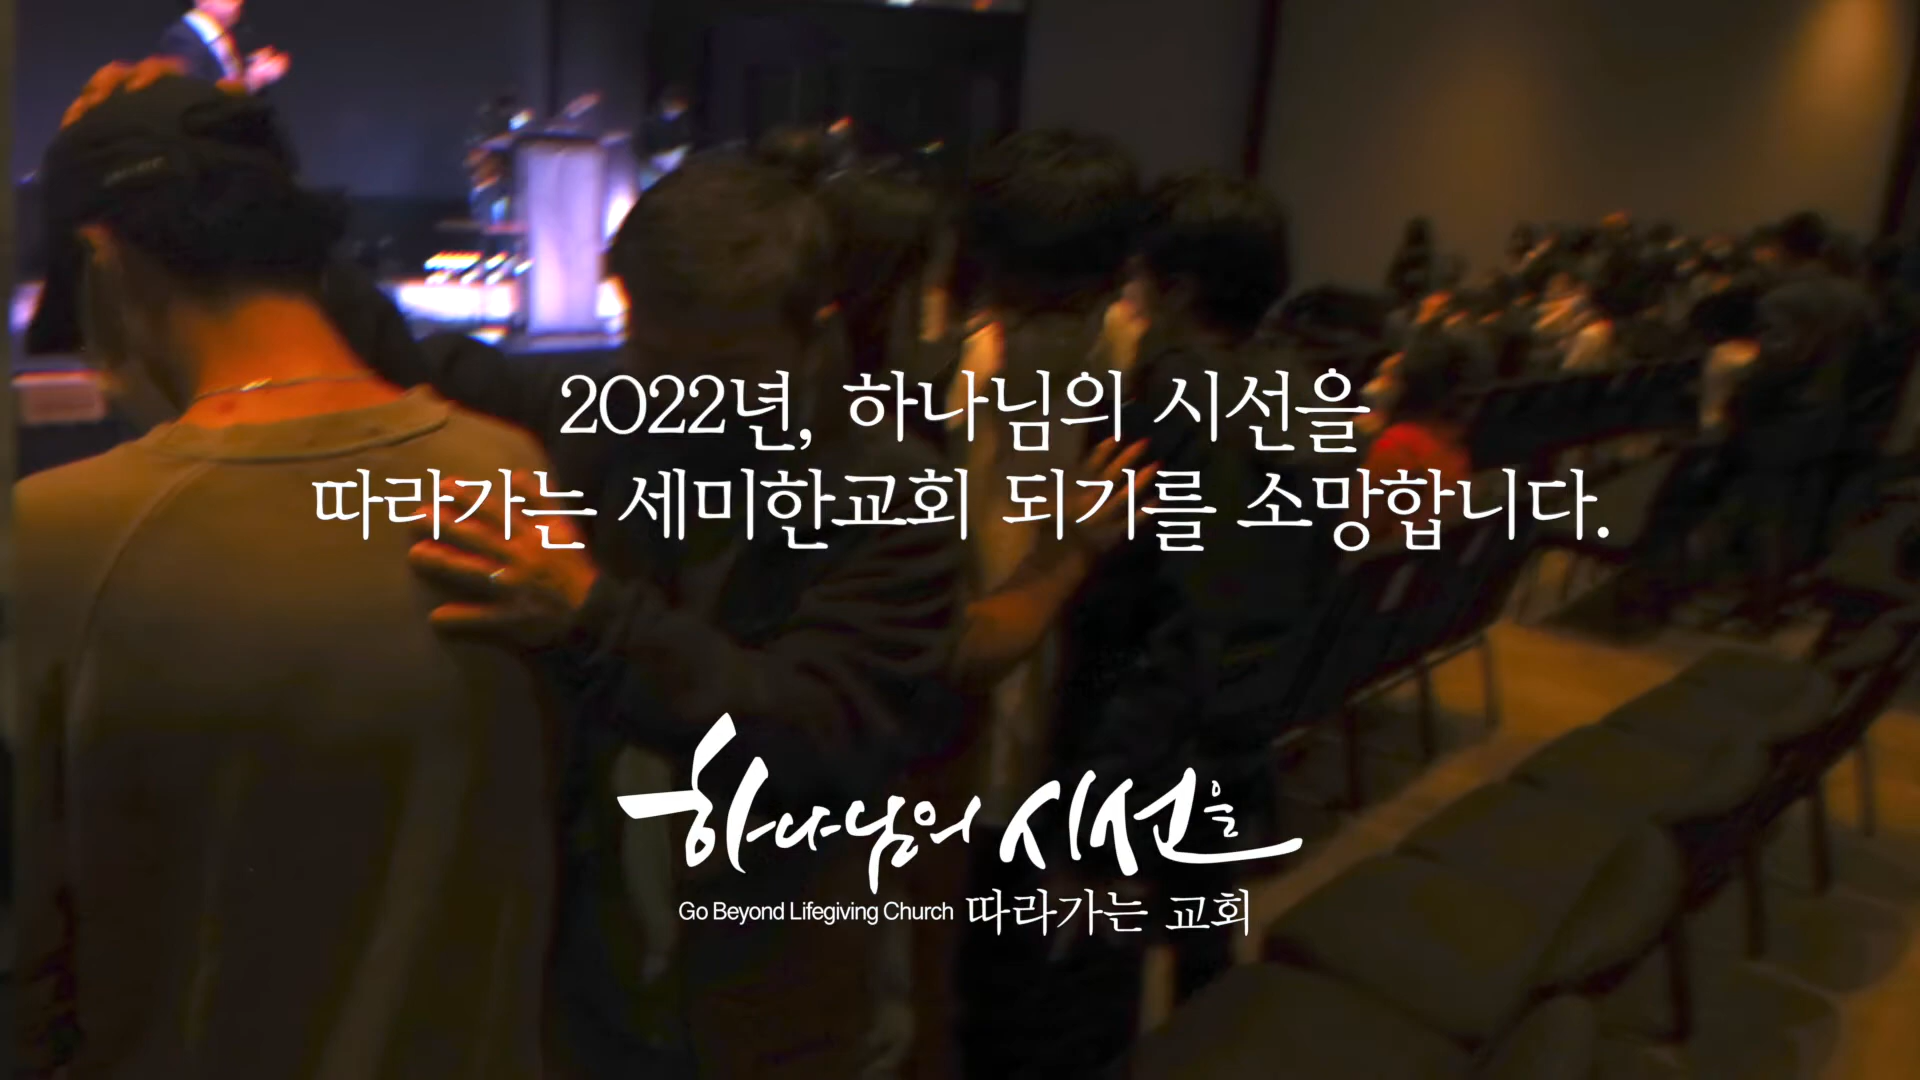 2022년, 하나님의 시선을
따라가는 세미한교회 되기를 소망합니다.
하나님의 시선을
Go Beyond Lifegiving Church 따라가는 교회